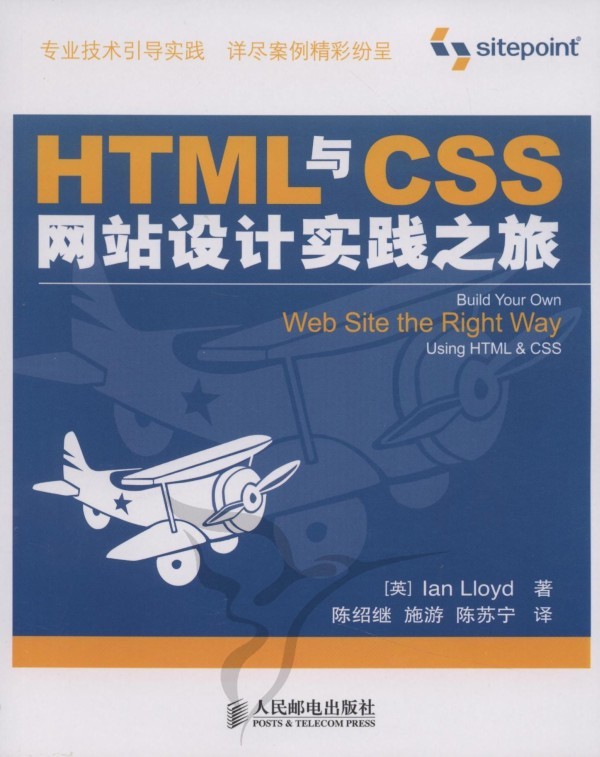 专业技术引导实践 详尽案例精彩纷呈
sitepoint®
HTML与CSS
网站设计实践之旅
Build Your Own
Web Site the Right Way
Using HTML & CSS
[英] Ian Lloyd 著
陈绍继 施游 陈苏宁 译
人民邮电出版社
POSTS & TELECOM PRESS